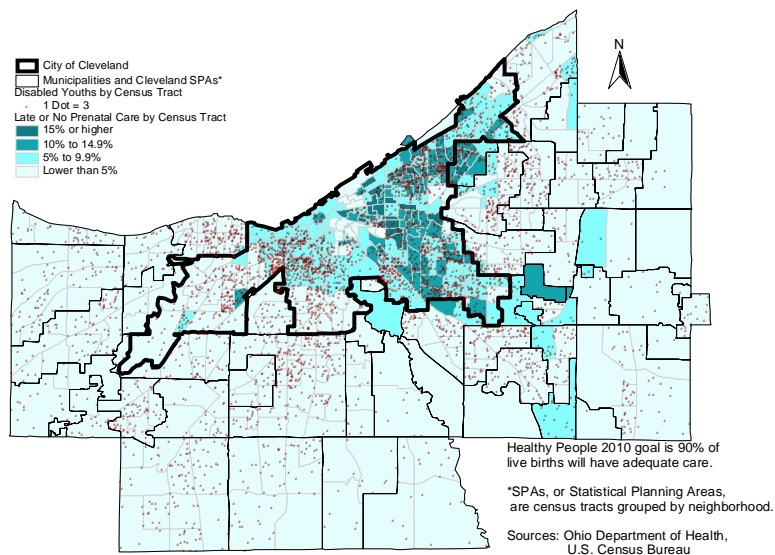 N
City of Cleveland
Municipalities and Cleveland SPAs*
Disabled Youths by Census Tract
1 Dot = 3
Late or No Prenatal Care by Census Tract
15% or higher
10% to 14.9%
5% to 9.9%
Lower than 5%
Healthy People 2010 goal is 90% of
live births will have adequate care.
*SPAs, or Statistical Planning Areas,
are census tracts grouped by neighborhood.
Sources: Ohio Department of Health,
U.S. Census Bureau